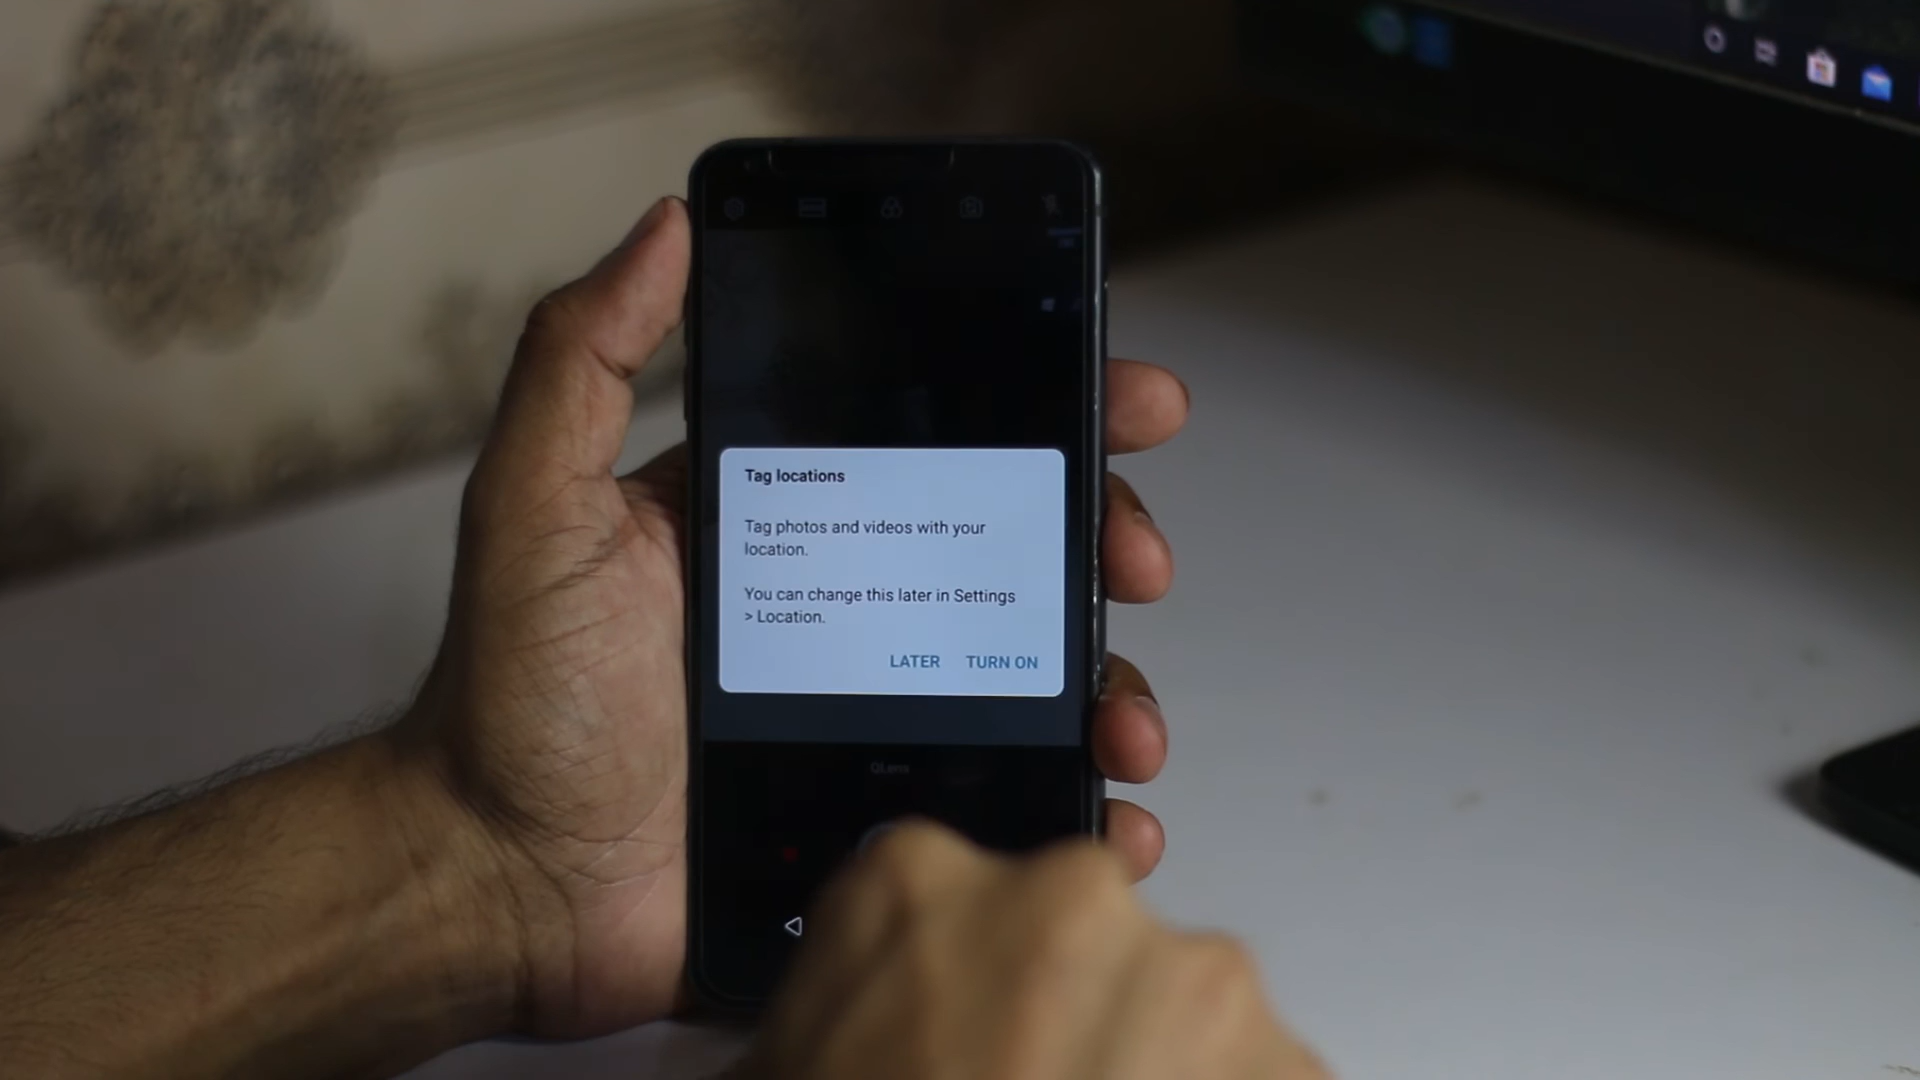 Tag locations
Tag photos and videos with your
location.
You can change this later in Settings
> Location.
LATER TURN ON
QLens